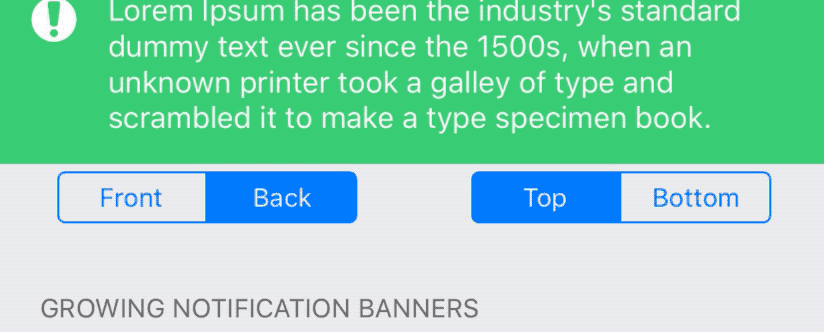 Lorem Ipsum has been the industry's standard
dummy text ever since the 1500s, when an
unknown printer took a galley of type and
scrambled it to make a type specimen book.
Front Back Top Bottom
GROWING NOTIFICATION BANNERS